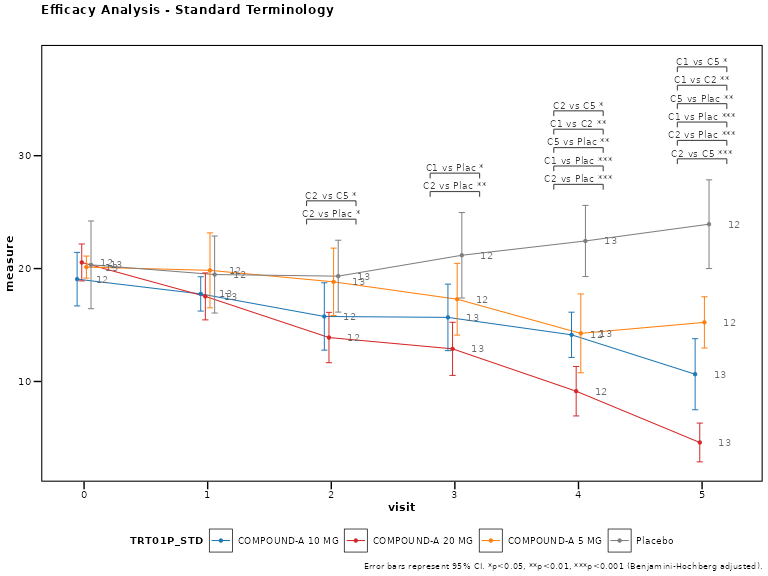 Efficacy Analysis - Standard Terminology
measure
30
20
10
C2 vs C5 *
C2 vs Plac *
C1 vs Plac *
C2 vs Plac **
C2 vs C5 *
C1 vs C2 **
C5 vs Plac **
C1 vs Plac ***
C2 vs Plac ***
C1 vs C5 *
C1 vs C2 **
C5 vs Plac **
C1 vs Plac ***
C2 vs Plac ***
C2 vs C5 ***
12
13
12
12
12
13
13
13
13
12
12
12
12
13
13
13
12
12
12
13
13
0 1 2 3 4 5
visit
TRT01P_STD COMPOUND-A 10 MG COMPOUND-A 20 MG COMPOUND-A 5 MG Placebo
Error bars represent 95% CI. *p<0.05, **p<0.01, ***p<0.001 (Benjamini-Hochberg adjusted).